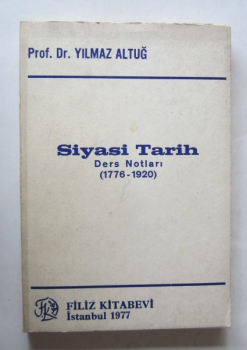 Prof. Dr. YILMAZ ALTUĞ
Siyasi Tarih
Ders Notları
(1776-1920)
FİLİZ KİTABEVİ
İstanbul 1977